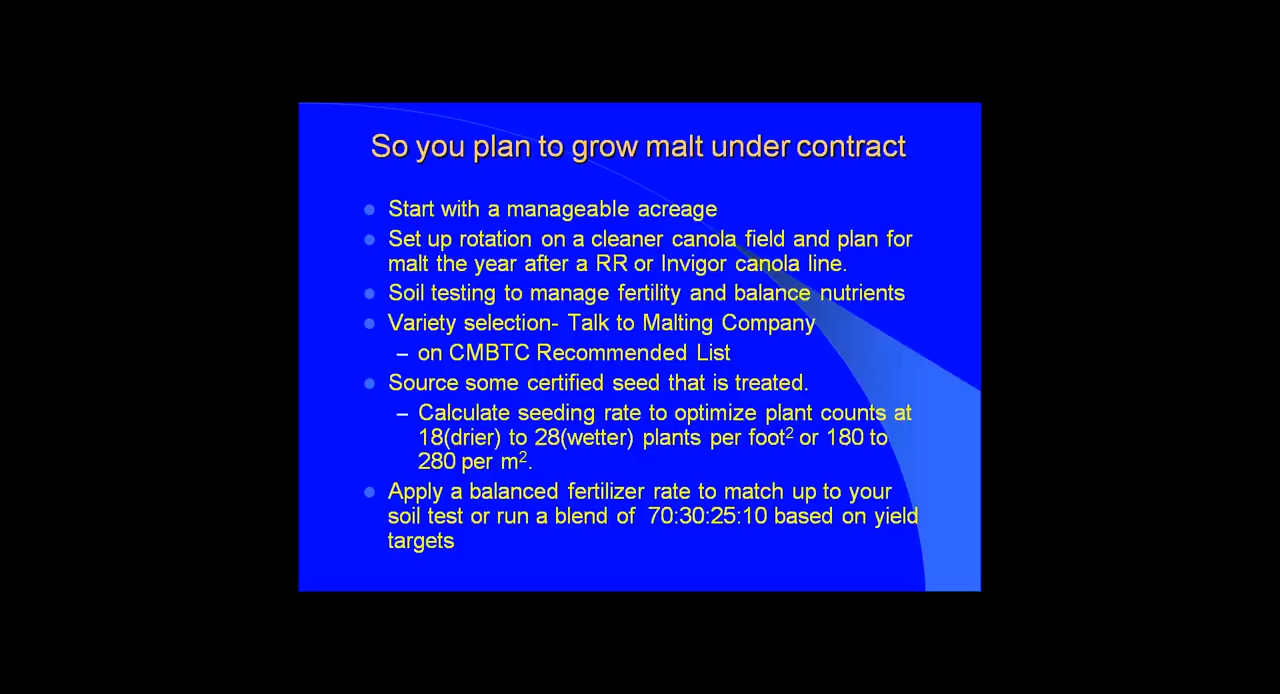 So you plan to grow malt under contract
● Start with a manageable acreage
● Set up rotation on a cleaner canola field and plan for
malt the year after a RR or Invigor canola line.
● Soil testing to manage fertility and balance nutrients
● Variety selection- Talk to Malting Company
– on CMBTC Recommended List
● Source some certified seed that is treated.
– Calculate seeding rate to optimize plant counts at
18(drier) to 28(wetter) plants per foot² or 180 to
280 per m².
● Apply a balanced fertilizer rate to match up to your
soil test or run a blend of 70:30:25:10 based on yield
targets